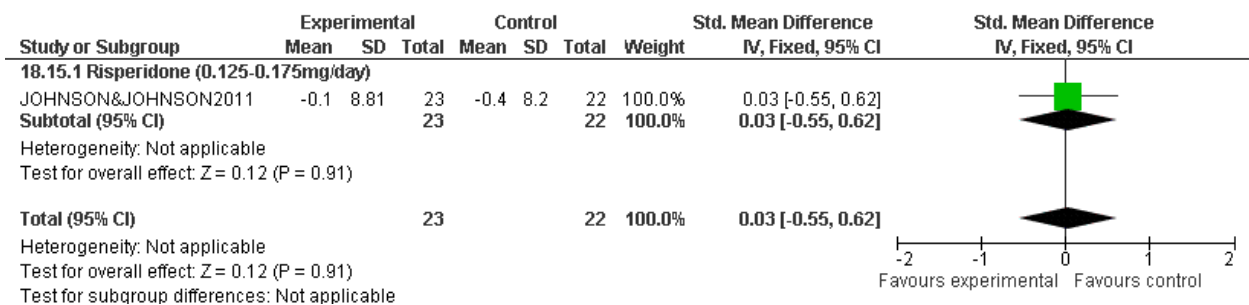 Experimental Control Std. Mean Difference Std. Mean Difference
Study or Subgroup Mean SD Total Mean SD Total Weight IV, Fixed, 95% CI IV, Fixed, 95% CI
18.15.1 Risperidone (0.125-0.175mg/day)
JOHNSON&JOHNSON2011 -0.1 8.81 23 -0.4 8.2 22 100.0% 0.03 [-0.55, 0.62]
Subtotal (95% CI) 23 22 100.0% 0.03 [-0.55, 0.62]
Heterogeneity: Not applicable
Test for overall effect: Z = 0.12 (P = 0.91)
Total (95% CI) 23 22 100.0% 0.03 [-0.55, 0.62]
Heterogeneity: Not applicable
Test for overall effect: Z = 0.12 (P = 0.91)
Test for subgroup differences: Not applicable
-2 -1 0 1 2
Favours experimental Favours control